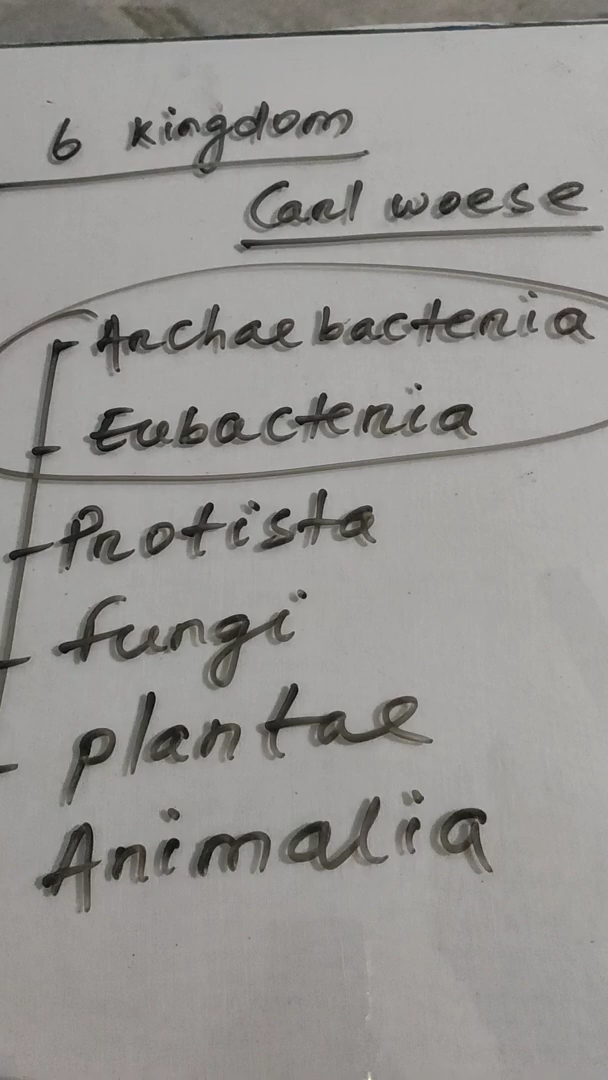 6 kingdom
Carl woese
- Archaebacteria
- Eubacteria
- Protista
- fungi
- plantae
Animalia